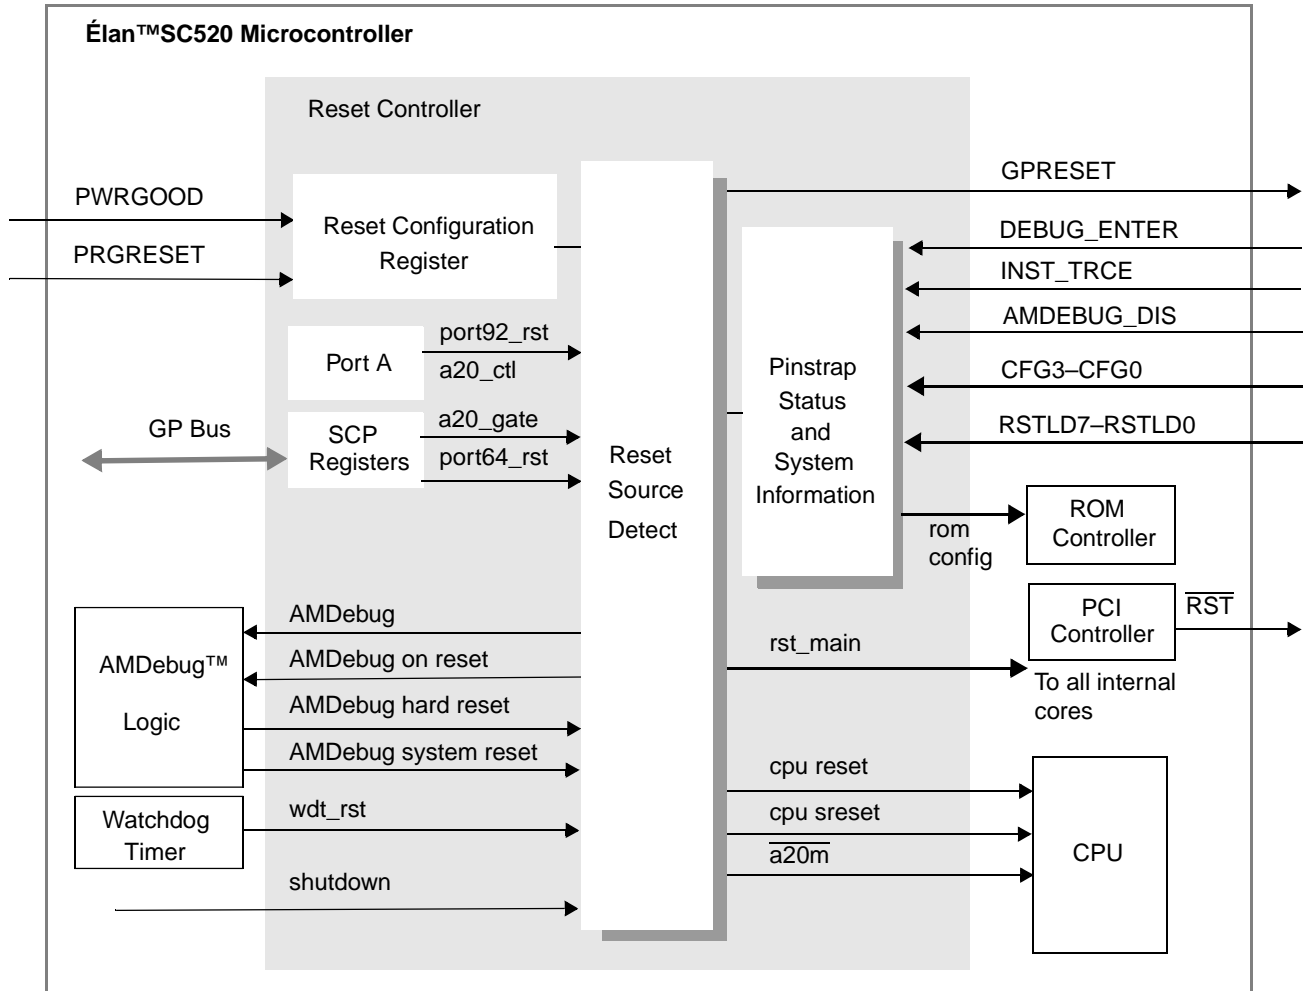 Élan™SC520 Microcontroller
Reset Controller
PWRGOOD
PRGRESET
Reset Configuration
Register
Port A
port92_rst
a20_ctl
GP Bus
SCP
Registers
a20_gate
port64_rst
Reset
Source
Detect
GPRESET
DEBUG_ENTER
INST_TRCE
AMDEBUG_DIS
CFG3–CFG0
RSTLD7–RSTLD0
Pinstrap
Status
and
System
Information
rom
config
ROM
Controller
PCI
Controller
RST
rst_main
To all internal
cores
AMDebug™
Logic
AMDebug
AMDebug on reset
AMDebug hard reset
AMDebug system reset
Watchdog
Timer
wdt_rst
shutdown
cpu reset
cpu sreset
a20m
CPU